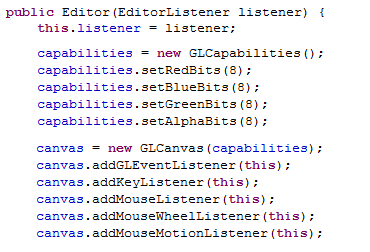 public Editor(EditorListener listener) {
    this.listener = listener;
    capabilities = new GLCapabilities();
    capabilities.setRedBits(8);
    capabilities.setBlueBits(8);
    capabilities.setGreenBits(8);
    capabilities.setAlphaBits(8);
    canvas = new GLCanvas(capabilities);
    canvas.addGLEventListener(this);
    canvas.addKeyListener(this);
    canvas.addMouseListener(this);
    canvas.addMouseWheelListener(this);
    canvas.addMouseMotionListener(this);